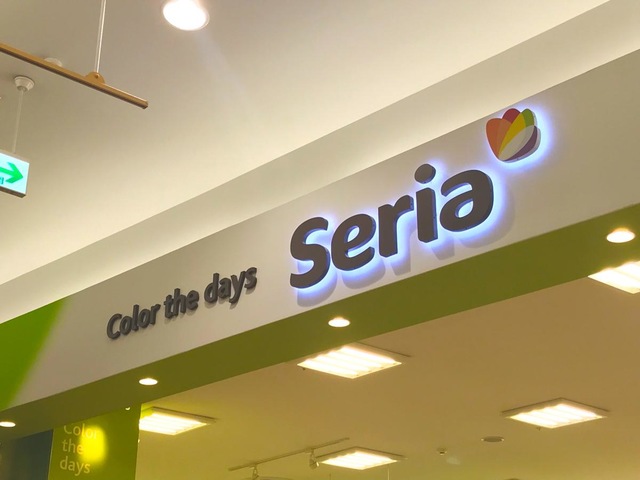 Color the days Seria
Color
the
days